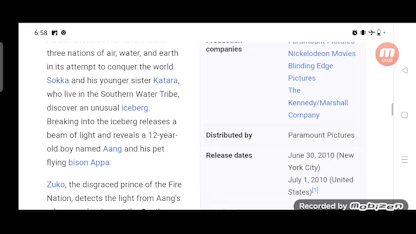 6:58
three nations of air, water, and earth
in its attempt to conquer the world.
Sokka and his younger sister Katara,
who live in the Southern Water Tribe,
discover an unusual iceberg.
Breaking into the iceberg releases a
beam of light and reveals a 12-year-
old boy named Aang and his pet
flying bison Appa.
Zuko, the disgraced prince of the Fire
Nation, detects the light from Aang's
companies
Nickelodeon Movies
Blinding Edge
Pictures
The
Kennedy/Marshall
Company
Distributed by
Paramount Pictures
Release dates
June 30, 2010 (New
York City)
July 1, 2010 (United
States)[1]
Recorded by
MOBIZEN